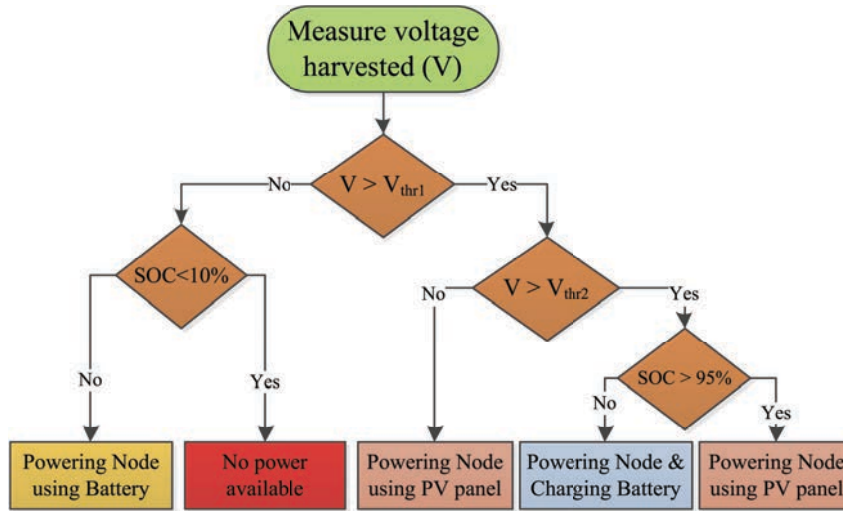 Measure voltage
harvested (V)
No
V > Vthr1
Yes
SOC<10%
No
V > Vthr2
Yes
No
Yes
SOC > 95%
No
Yes
Powering Node
using Battery
No power
available
Powering Node
using PV panel
Powering Node &
Charging Battery
Powering Node
using PV panel